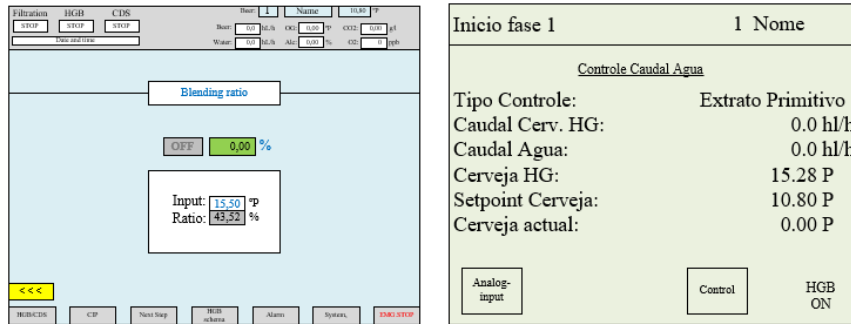 Filtration HGB CDS
STOP STOP STOP
Date and time
Beer: 1 Name 10,80 ºP
Beer: 0,0 hL/h OG: 0,00 ºP CO2: 0,00 g/l
Water: 0,0 hL/h Alc: 0,00 % O2: 0 ppb
Blending ratio
OFF 0,00 %
Input: 15,50 ºP
Ratio: 43,52 %
<<<
HGB/CDS CIP Next Step HGB schema Alarm System, EMG.STOP
Inicio fase 1 1 Nome
Controle Caudal Agua
Tipo Controle: Extrato Primitivo
Caudal Cerv. HG: 0.0 hl/h
Caudal Agua: 0.0 hl/h
Cerveja HG: 15.28 P
Setpoint Cerveja: 10.80 P
Cerveja actual: 0.00 P
Analog-input Control HGB ON